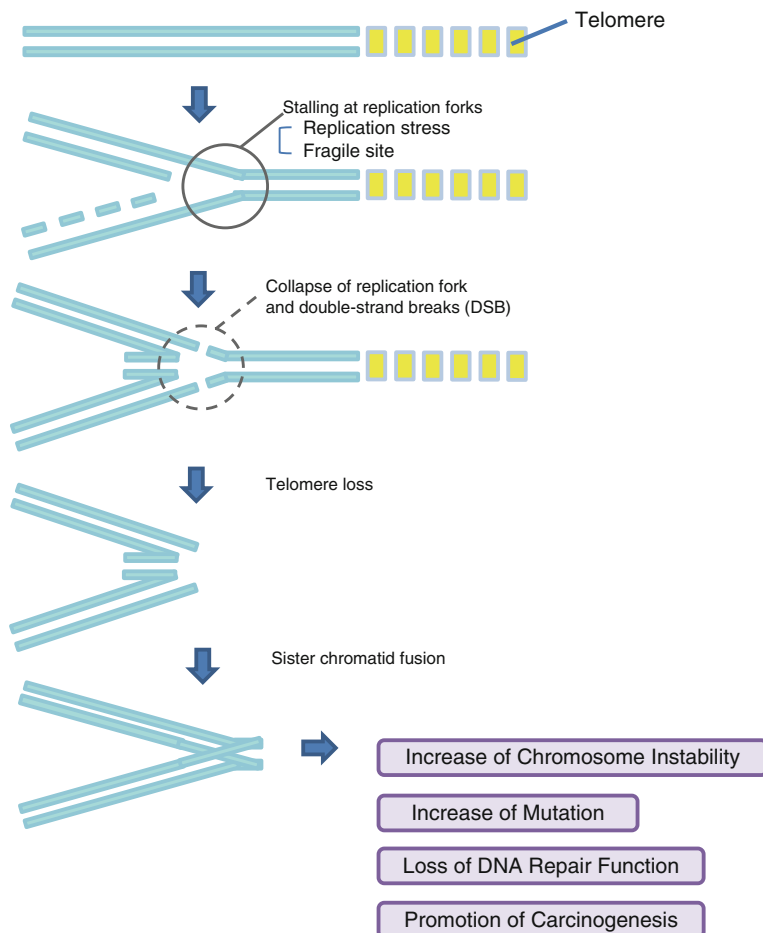 Telomere
Stalling at replication forks
Replication stress
Fragile site
Collapse of replication fork
and double-strand breaks (DSB)
Telomere loss
Sister chromatid fusion
Increase of Chromosome Instability
Increase of Mutation
Loss of DNA Repair Function
Promotion of Carcinogenesis